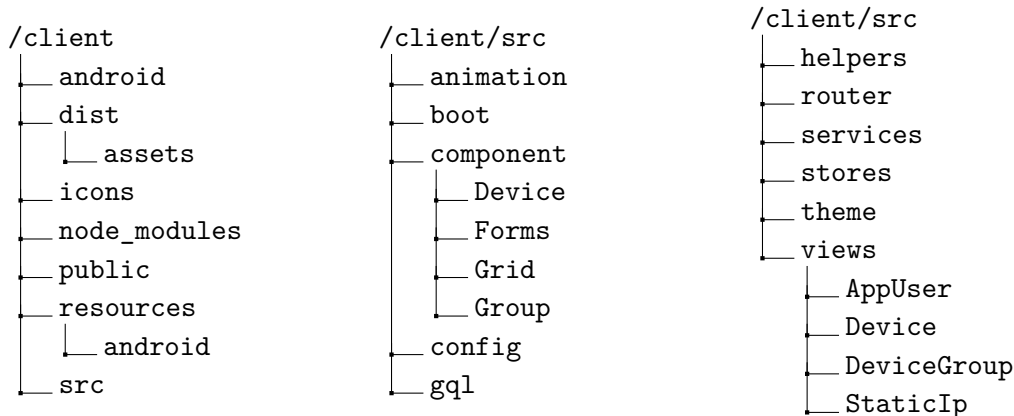 /client
android
dist
assets
icons
node_modules
public
resources
android
src
/client/src
animation
boot
component
Device
Forms
Grid
Group
config
gql
/client/src
helpers
router
services
stores
theme
views
AppUser
Device
DeviceGroup
StaticIp